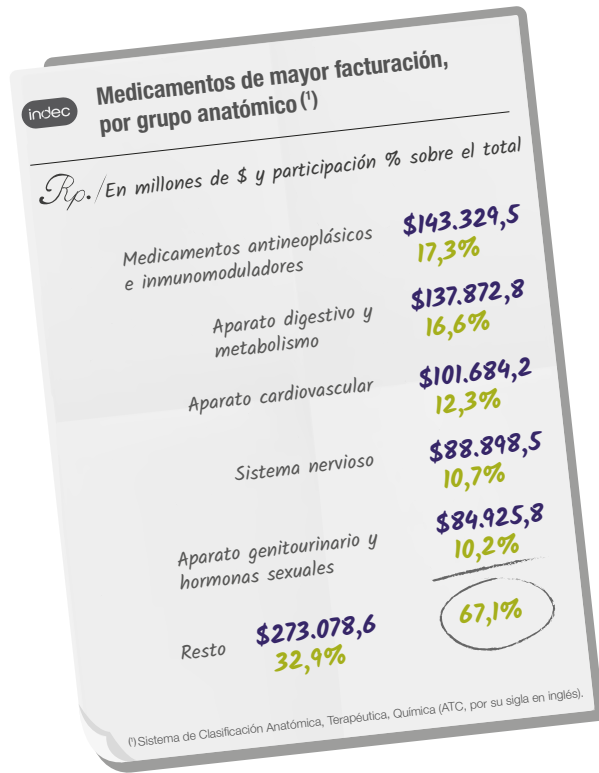 indec
Medicamentos de mayor facturación,
por grupo anatómico (¹)
Rp./En millones de $ y participación % sobre el total
Medicamentos antineoplásicos
e inmunomoduladores
$143.329,5
17,3%
Aparato digestivo y
metabolismo
$137.872,8
16,6%
Aparato cardiovascular
$101.684,2
12,3%
Sistema nervioso
$88.898,5
10,7%
Aparato genitourinario y
hormonas sexuales
$84.925,8
10,2%
67,1%
Resto
$273.078,6
32,9%
(¹) Sistema de Clasificación Anatómica, Terapéutica, Química (ATC, por su sigla en inglés).